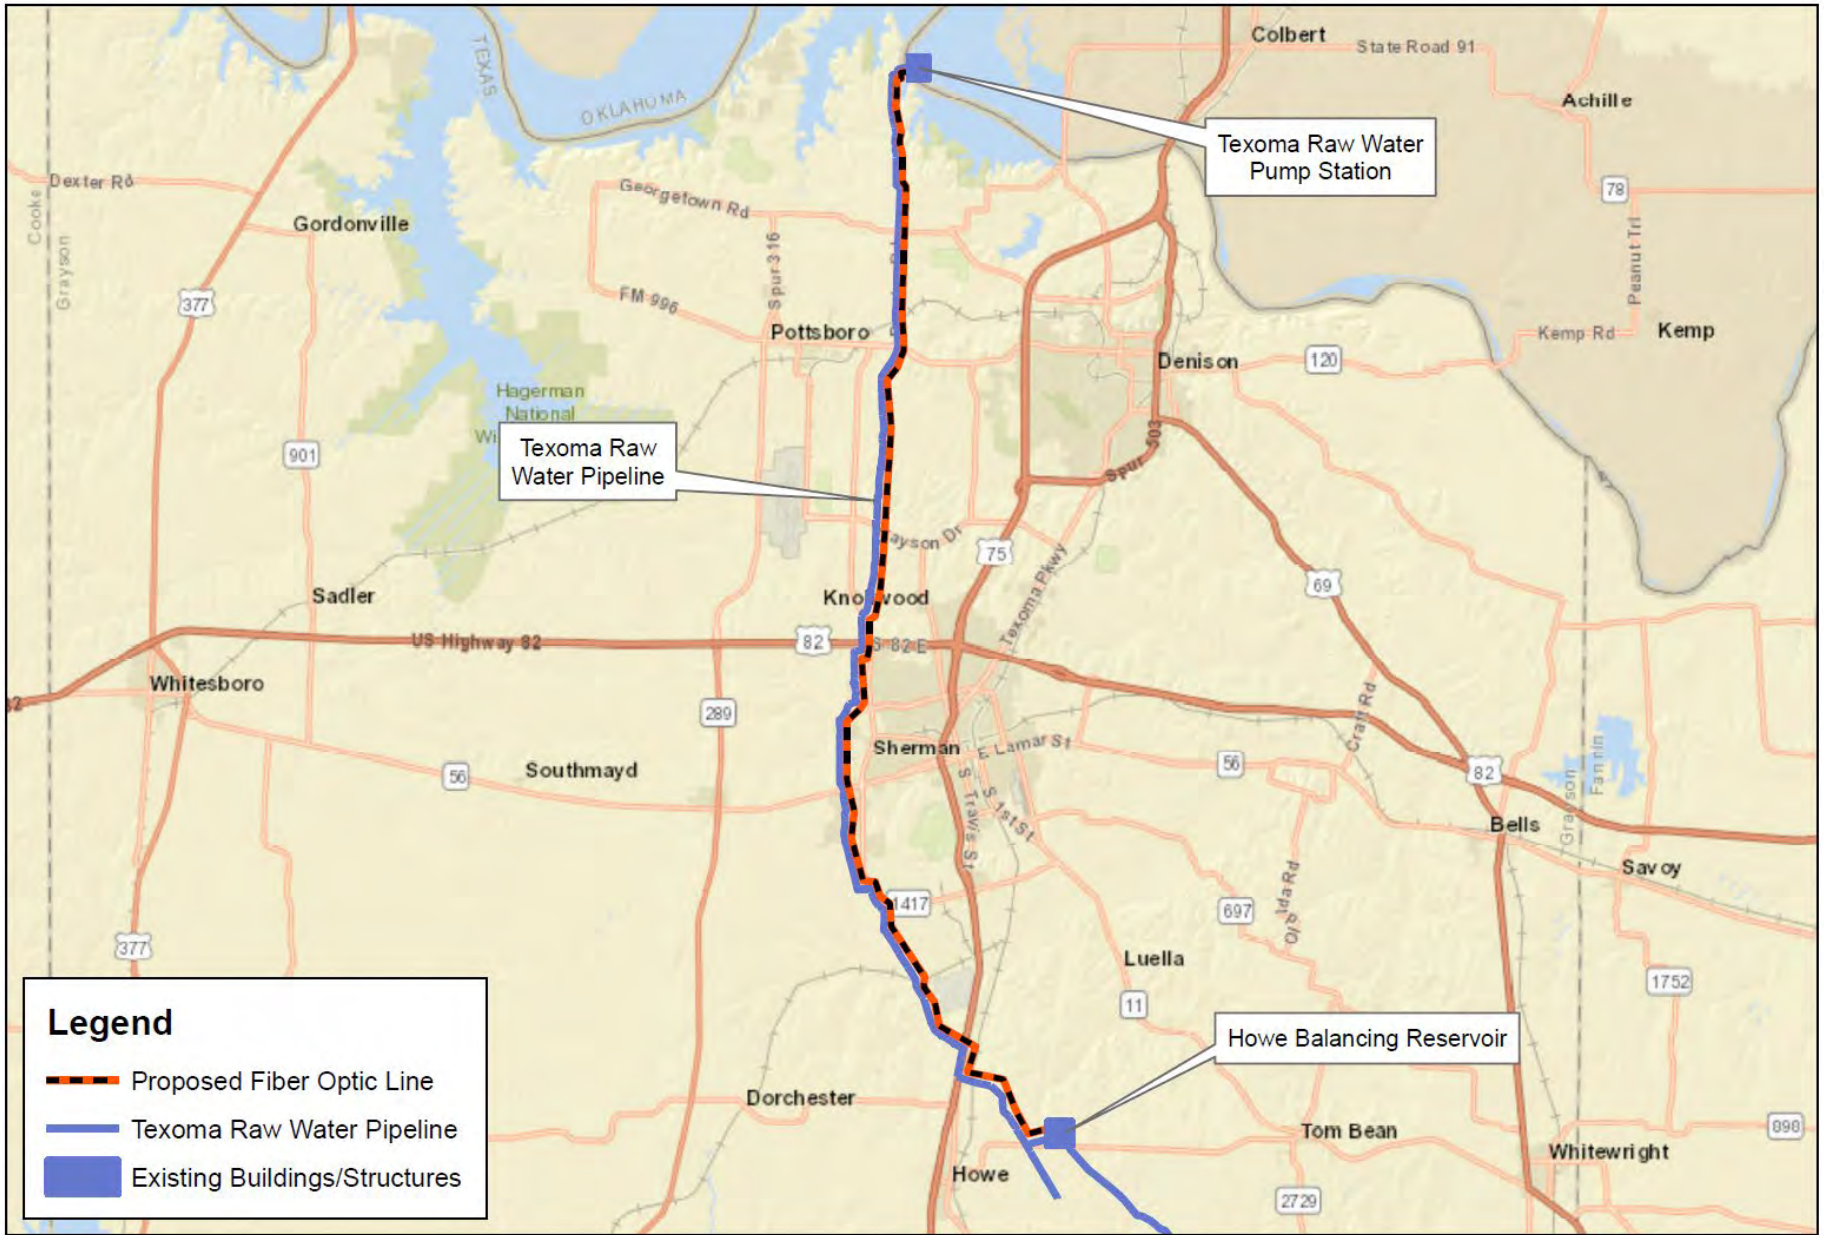 Colbert
State Road 91
TEXAS
OKLAHOMA
Achille
Texoma Raw Water
Pump Station
Dexter Rd
Cooke
Grayson
Gordonville
Georgetown Rd
78
Peanut Trl
377
Spur 316
FM 996
Pottsboro
Kemp Rd
Kemp
Denison
120
Hagerman
National
Texoma Raw
Water Pipeline
901
Spur 503
75
Texoma Pkwy
69
Sadler
US Highway 82
82
S 82 E
Whitesboro
289
Craft Rd
Sherman
E Lamar St
56
Southmayd
56
82
Grayson
Fannin
S Travis St
S 1st St
Bells
Savoy
1417
697
Old Ida Rd
377
Luella
1752
11
Legend
Howe Balancing Reservoir
Proposed Fiber Optic Line
Dorchester
Texoma Raw Water Pipeline
Tom Bean
898
Whitewright
Existing Buildings/Structures
Howe
2729